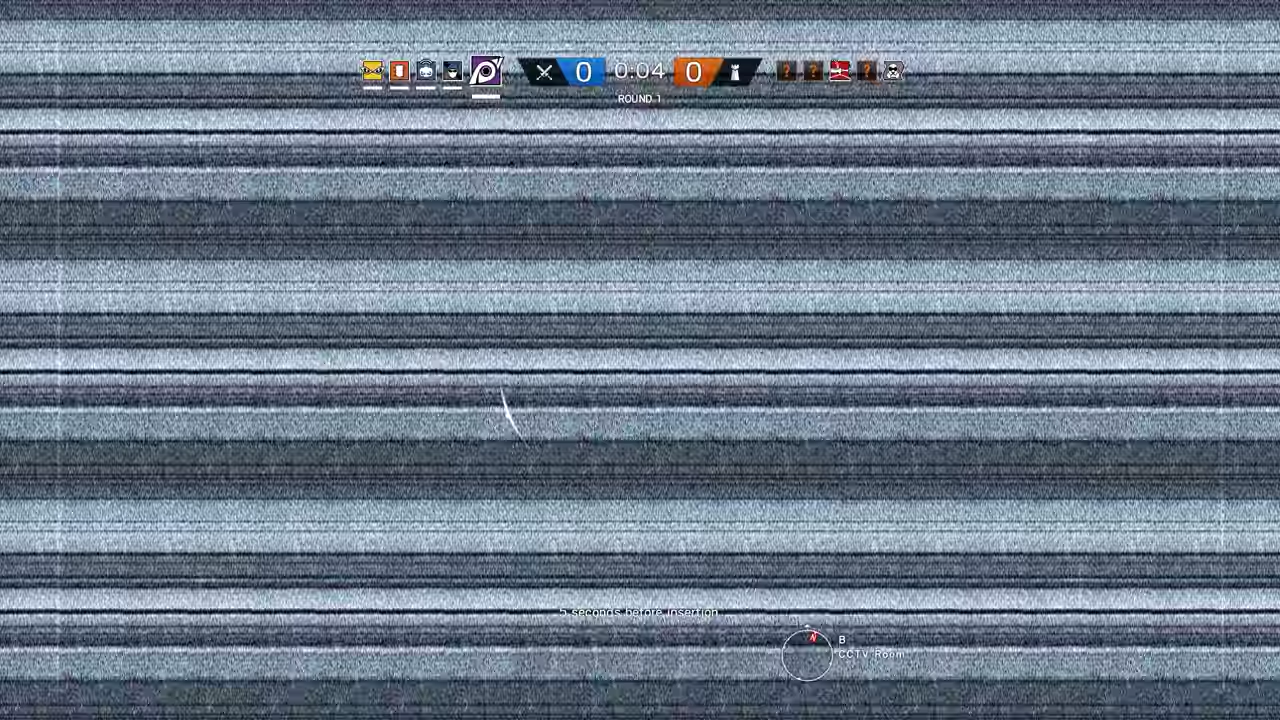 0 0:04 0
? ? ?
ROUND 1
5 seconds before insertion
N
B
CCTV Room